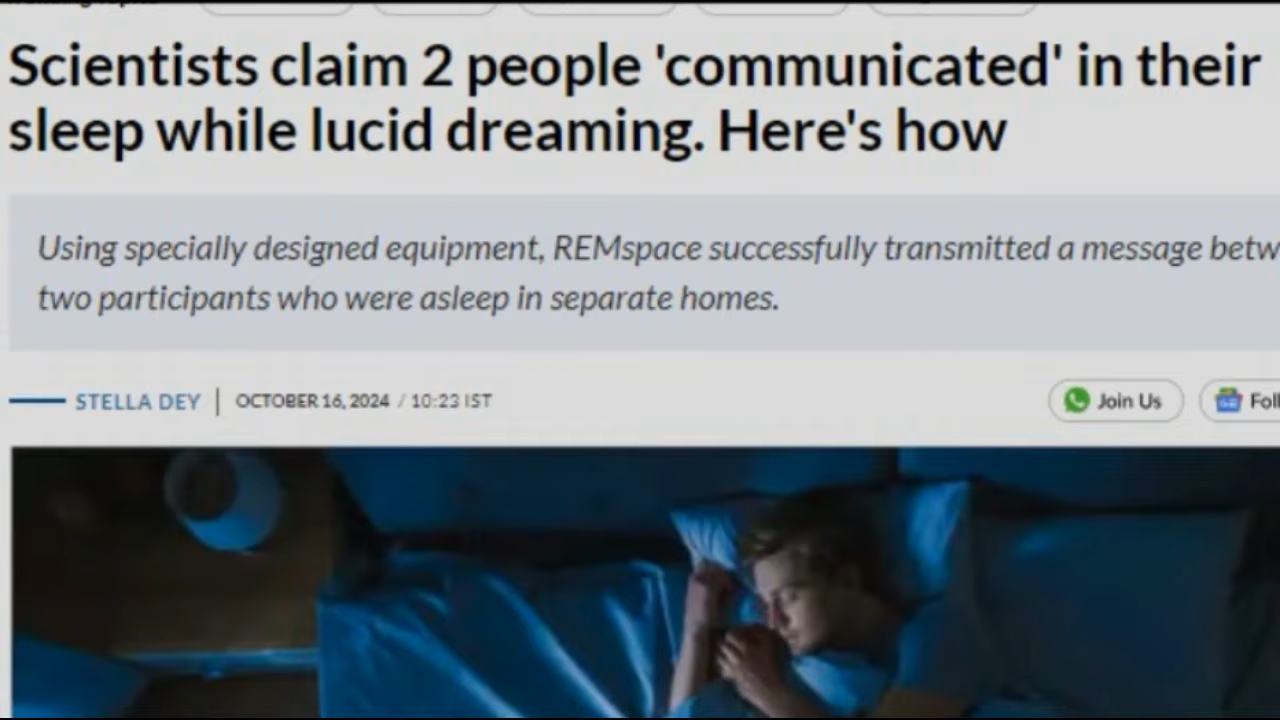 Scientists claim 2 people 'communicated' in their
sleep while lucid dreaming. Here's how
Using specially designed equipment, REMspace successfully transmitted a message betw
two participants who were asleep in separate homes.
STELLA DEY | OCTOBER 16, 2024 / 10:23 IST
Join Us
Foll